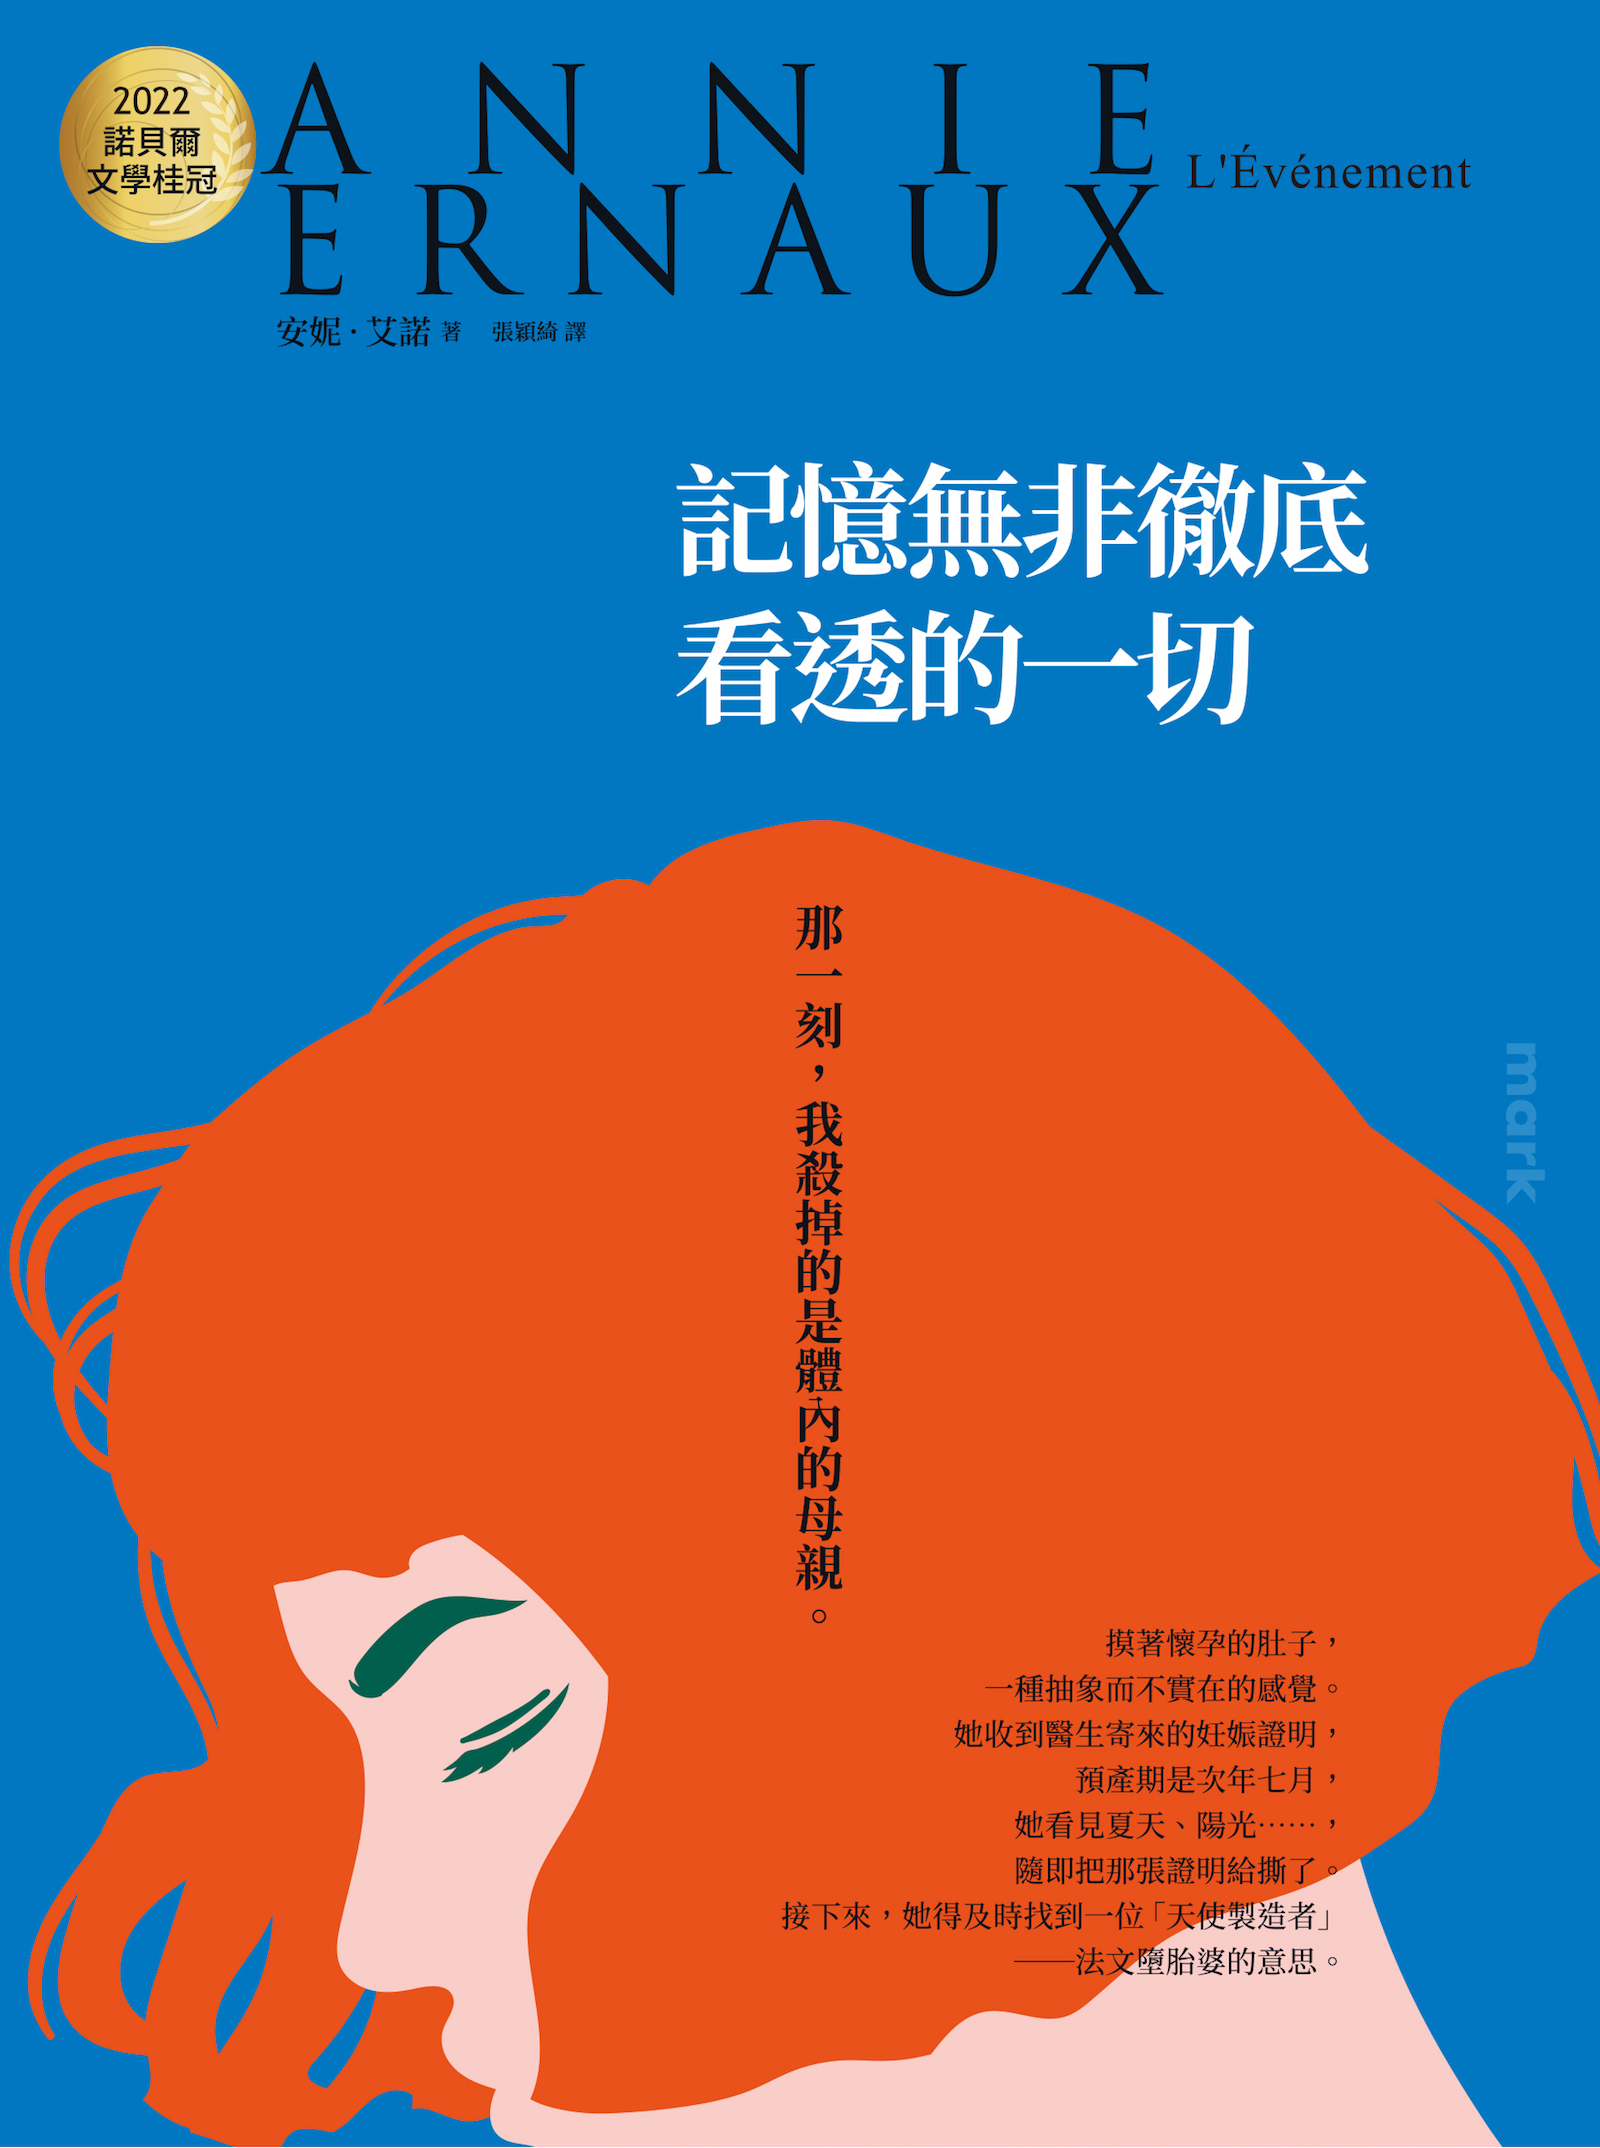 2022
諾貝爾
文學桂冠
ANNIE
ERNAUX
L'Événement
安妮·艾諾 著 張穎綺 譯
記憶無非徹底
看透的一切
那一刻，我殺掉的是體內的母親。
mark
摸著懷孕的肚子，
一種抽象而不實在的感覺。
她收到醫生寄來的妊娠證明，
預產期是次年七月，
她看見夏天、陽光……，
隨即把那張證明給撕了。
接下來，她得及時找到一位「天使製造者」
——法文墮胎婆的意思。